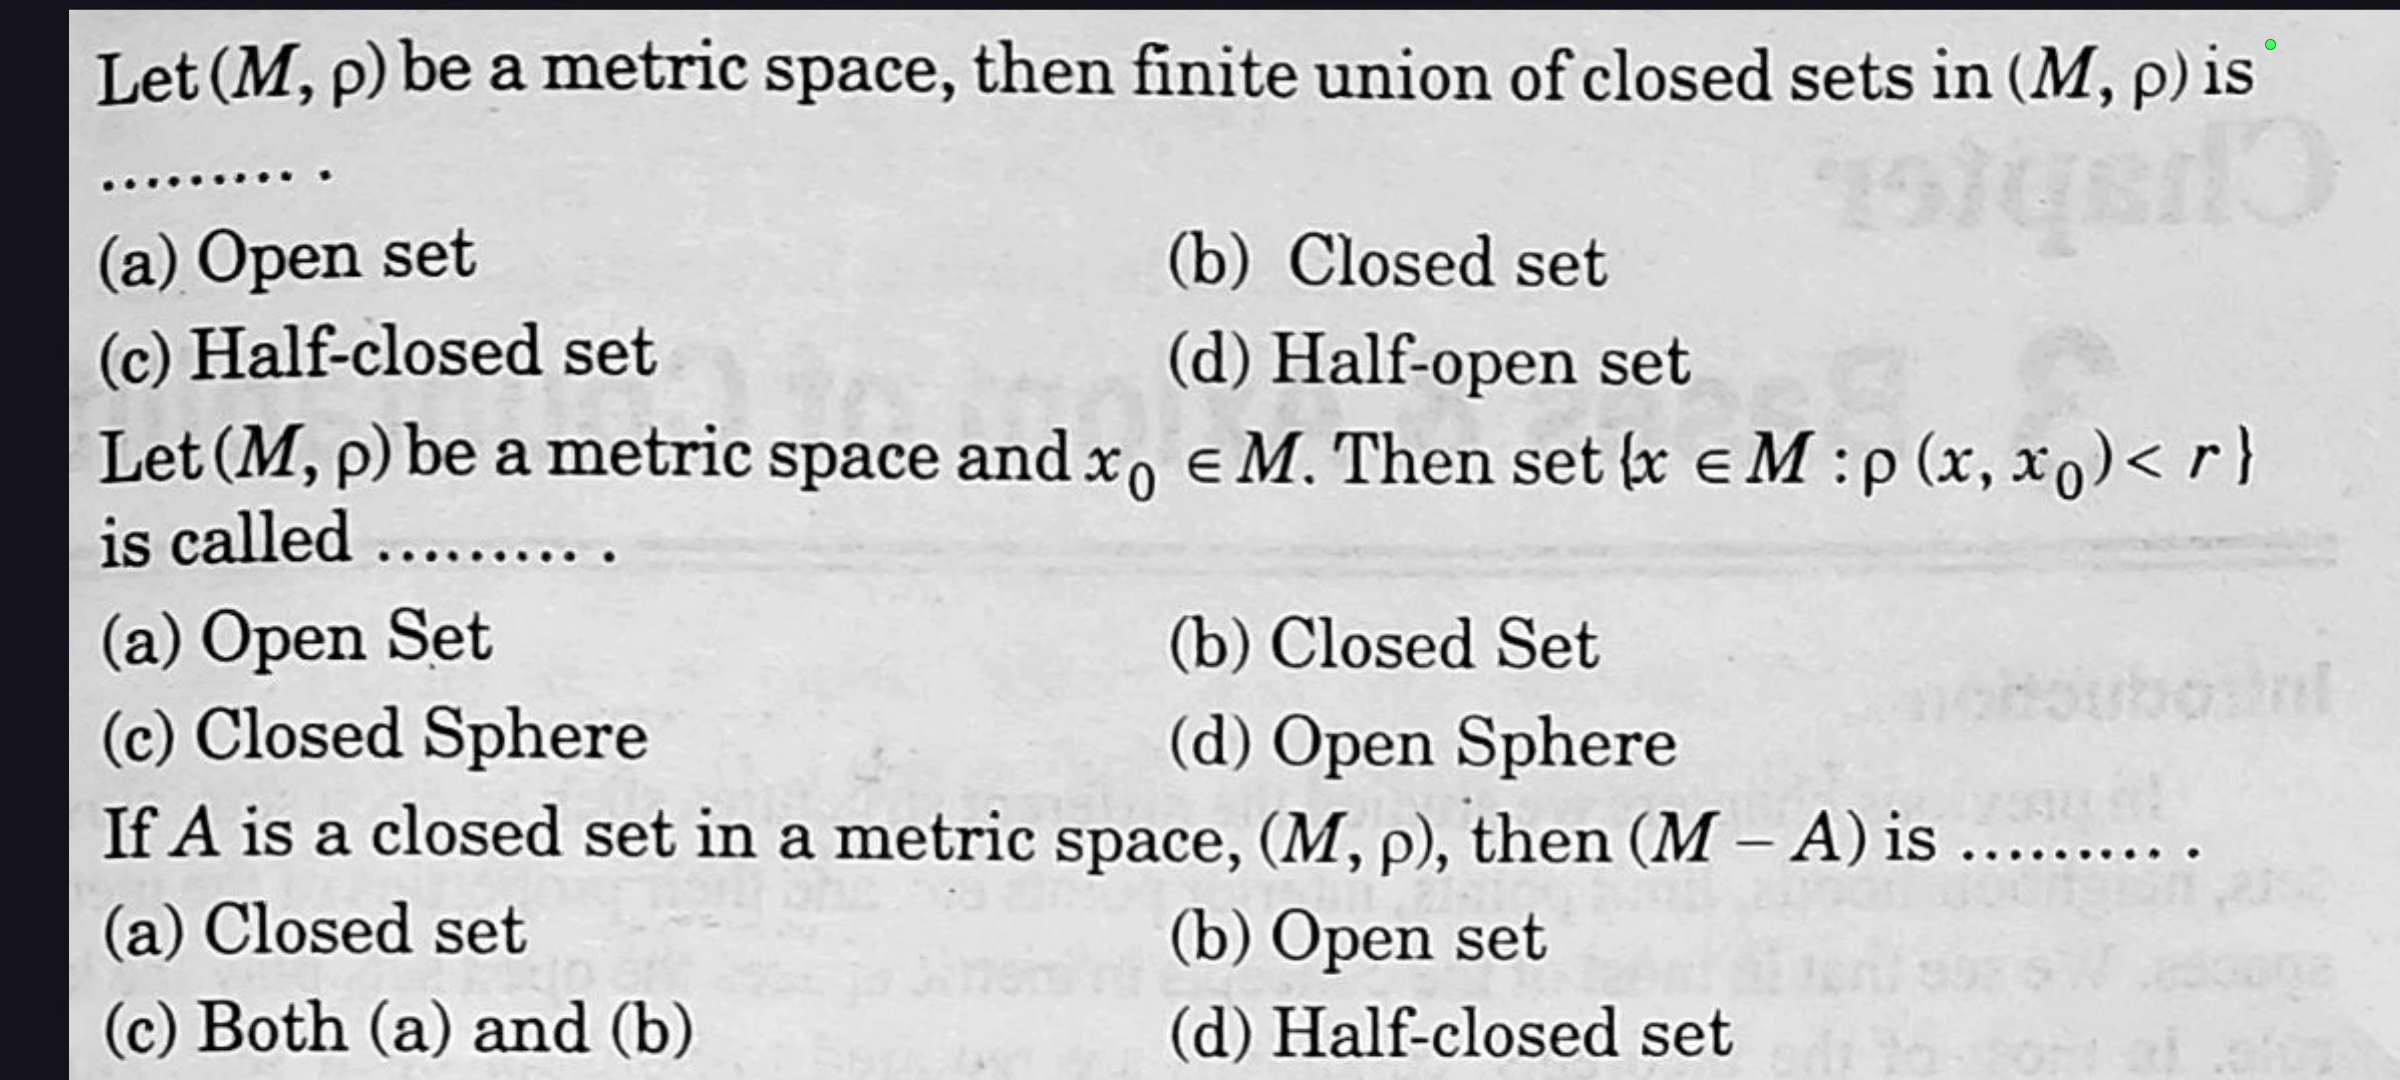 Let (M, ρ) be a metric space, then finite union of closed sets in (M, ρ) is
.......... .
(a) Open set (b) Closed set
(c) Half-closed set (d) Half-open set
Let (M, ρ) be a metric space and x₀ ∈ M. Then set {x ∈ M : ρ (x, x₀) < r }
is called .......... .
(a) Open Set (b) Closed Set
(c) Closed Sphere (d) Open Sphere
If A is a closed set in a metric space, (M, ρ), then (M – A) is .......... .
(a) Closed set (b) Open set
(c) Both (a) and (b) (d) Half-closed set